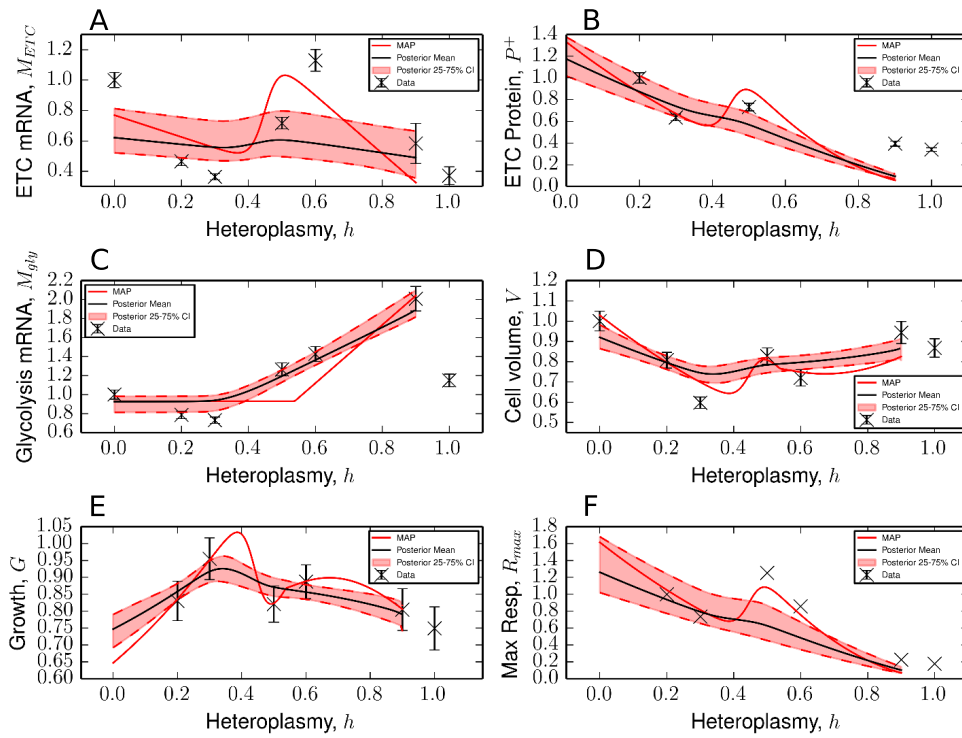 A
ETC mRNA, M_{ETC}
1.2
1.0
0.8
0.6
0.4
0.0 0.2 0.4 0.6 0.8 1.0
Heteroplasmy, h
MAP
Posterior Mean
Posterior 25-75% CI
Data
B
ETC Protein, P^+
1.4
1.2
1.0
0.8
0.6
0.4
0.2
0.0
0.0 0.2 0.4 0.6 0.8 1.0
Heteroplasmy, h
MAP
Posterior Mean
Posterior 25-75% CI
Data
C
Glycolysis mRNA, M_{gly}
2.2
2.0
1.8
1.6
1.4
1.2
1.0
0.8
0.6
0.0 0.2 0.4 0.6 0.8 1.0
Heteroplasmy, h
MAP
Posterior Mean
Posterior 25-75% CI
Data
D
Cell volume, V
1.2
1.1
1.0
0.9
0.8
0.7
0.6
0.5
0.0 0.2 0.4 0.6 0.8 1.0
Heteroplasmy, h
MAP
Posterior Mean
Posterior 25-75% CI
Data
E
Growth, G
1.05
1.00
0.95
0.90
0.85
0.80
0.75
0.70
0.65
0.60
0.0 0.2 0.4 0.6 0.8 1.0
Heteroplasmy, h
MAP
Posterior Mean
Posterior 25-75% CI
Data
F
Max Resp. R_{max}
1.8
1.6
1.4
1.2
1.0
0.8
0.6
0.4
0.2
0.0
0.0 0.2 0.4 0.6 0.8 1.0
Heteroplasmy, h
MAP
Posterior Mean
Posterior 25-75% CI
Data